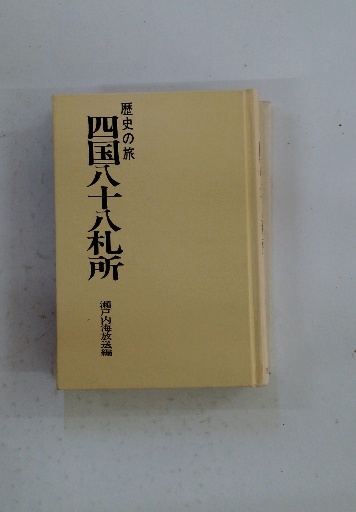 歴史の旅
四国八十八札所
瀬戸内海放送編